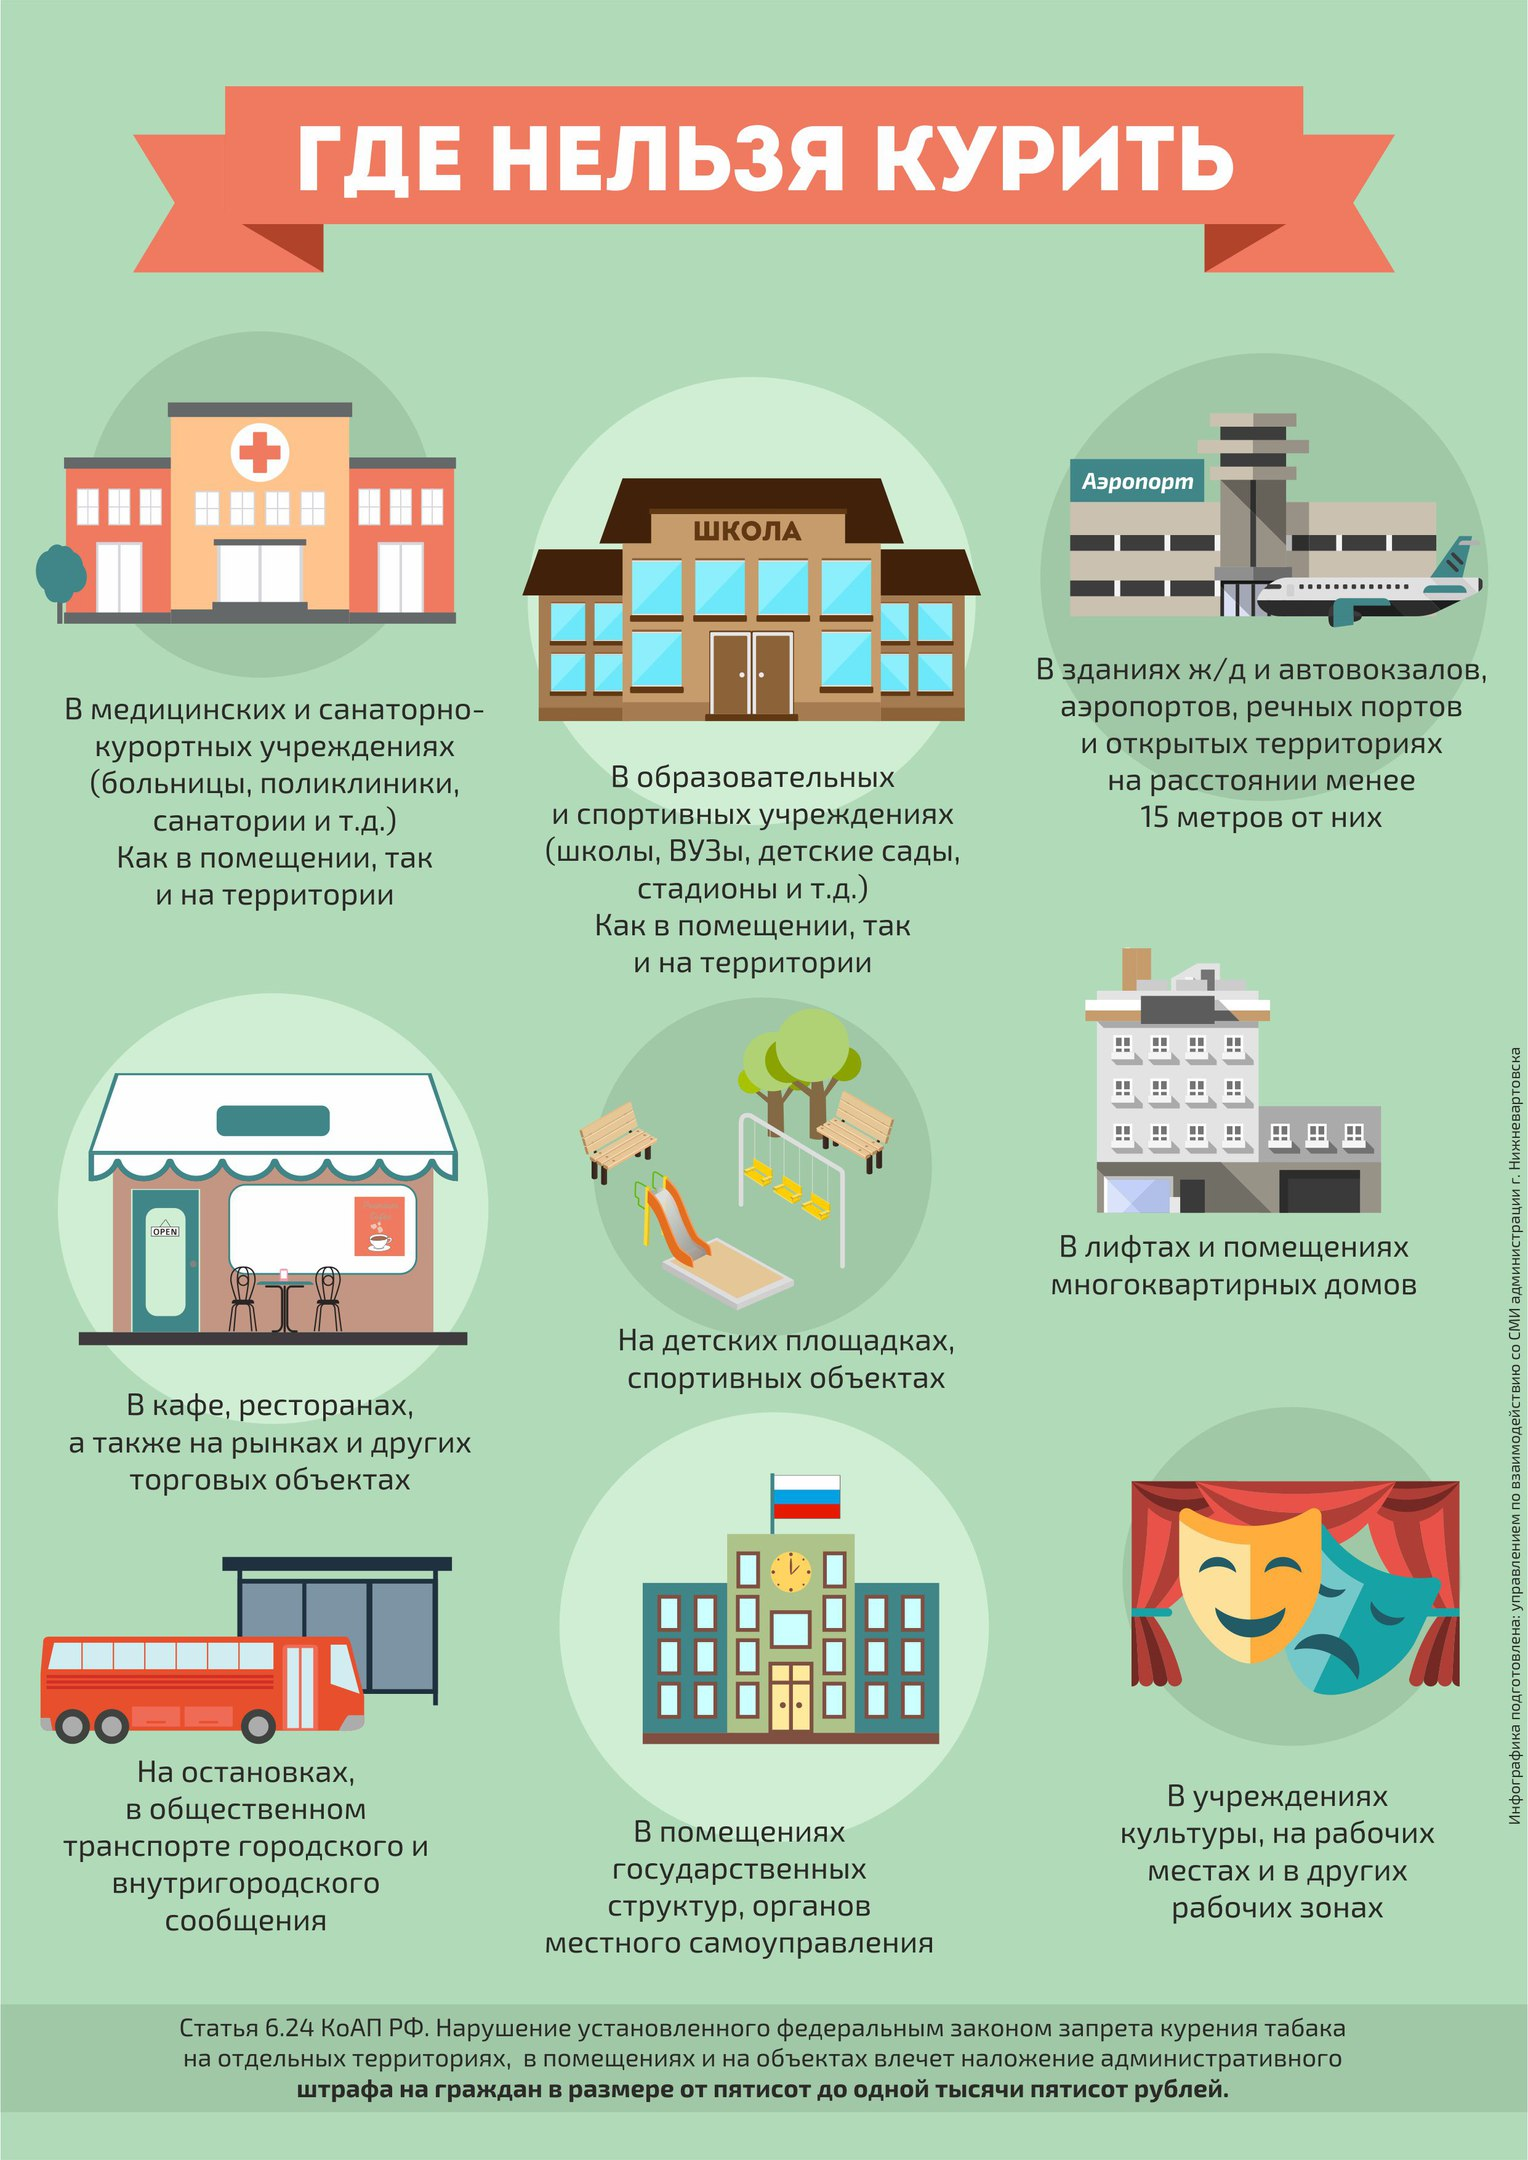 ГДЕ НЕЛЬЗЯ КУРИТЬ
В медицинских и санаторно-
курортных учреждениях
(больницы, поликлиники,
санатории и т.д.)
Как в помещении, так
и на территории
ШКОЛА
В образовательных
и спортивных учреждениях
(школы, ВУЗы, детские сады,
стадионы и т.д.)
Как в помещении, так
и на территории
Аэропорт
В зданиях ж/д и автовокзалов,
аэропортов, речных портов
и открытых территориях
на расстоянии менее
15 метров от них
OPEN
В кафе, ресторанах,
а также на рынках и других
торговых объектах
На детских площадках,
спортивных объектах
В лифтах и помещениях
многоквартирных домов
На остановках,
в общественном
транспорте городского и
внутригородского
сообщения
В помещениях
государственных
структур, органов
местного самоуправления
В учреждениях
культуры, на рабочих
местах и в других
рабочих зонах
Инфографика подготовлена: управлением по взаимодействию со СМИ администрации г. Нижневартовска
Статья 6.24 КоАП РФ. Нарушение установленного федеральным законом запрета курения табака
на отдельных территориях, в помещениях и на объектах влечет наложение административного
штрафа на граждан в размере от пятисот до одной тысячи пятисот рублей.